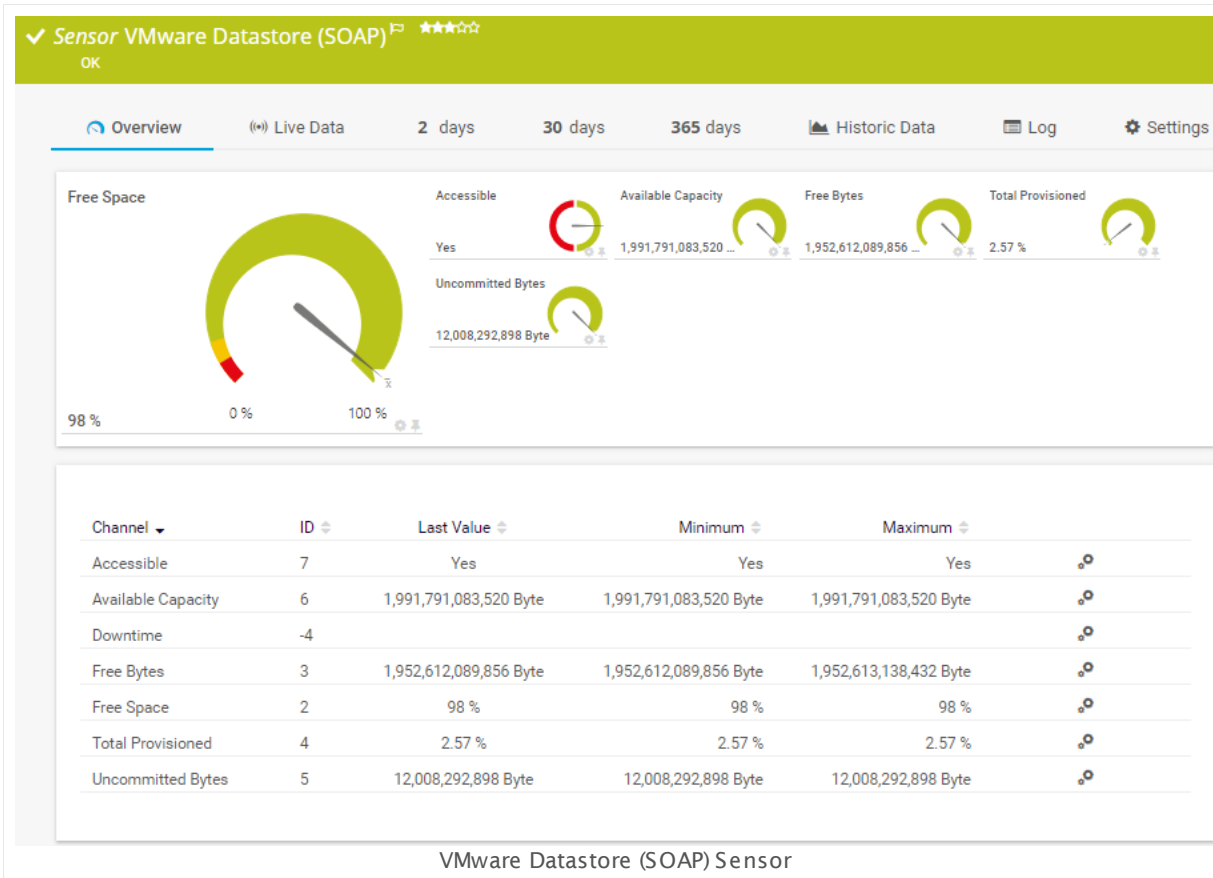 Sensor VMware Datastore (SOAP)
OK
Overview Live Data 2 days 30 days 365 days Historic Data Log Settings
Free Space
98 %
0 %
100 %
x̄
Accessible
Yes
Available Capacity
1,991,791,083,520 ...
Free Bytes
1,952,612,089,856 ...
Total Provisioned
2.57 %
Uncommitted Bytes
12,008,292,898 Byte
Channel ID Last Value Minimum Maximum
Accessible 7 Yes Yes Yes
Available Capacity 6 1,991,791,083,520 Byte 1,991,791,083,520 Byte 1,991,791,083,520 Byte
Downtime -4
Free Bytes 3 1,952,612,089,856 Byte 1,952,612,089,856 Byte 1,952,613,138,432 Byte
Free Space 2 98 % 98 % 98 %
Total Provisioned 4 2.57 % 2.57 % 2.57 %
Uncommitted Bytes 5 12,008,292,898 Byte 12,008,292,898 Byte 12,008,292,898 Byte
VMware Datastore (SOAP) Sensor